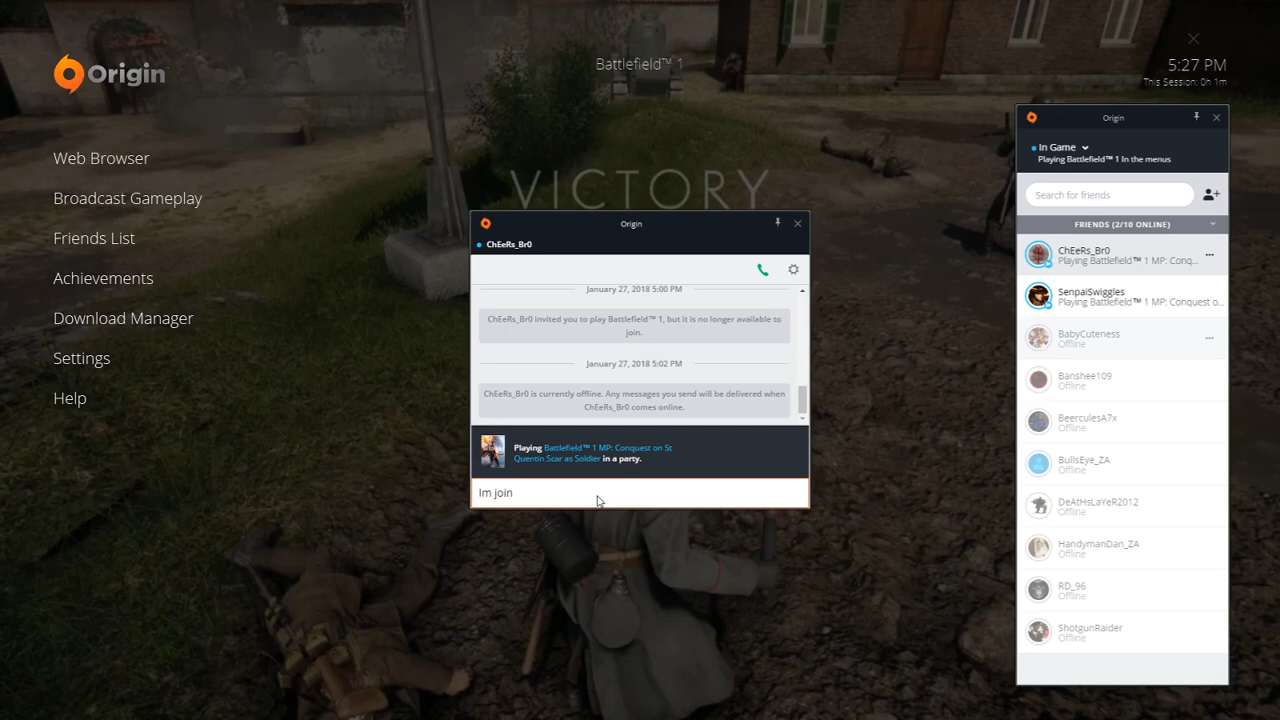 Origin
Battlefield™ 1
5:27 PM
This Session: 0h 1m
Web Browser
Broadcast Gameplay
Friends List
Achievements
Download Manager
Settings
Help
VICTORY
Origin
ChEeRs_Br0
January 27, 2018 5:00 PM
ChEeRs_Br0 invited you to play Battlefield™ 1, but it is no longer available to
join.
January 27, 2018 5:02 PM
ChEeRs_Br0 is currently offline. Any messages you send will be delivered when
ChEeRs_Br0 comes online.
Playing Battlefield™ 1 MP: Conquest on St
Quentin Scar as Soldier in a party.
Im join
Origin
In Game
Playing Battlefield™ 1 In the menus
Search for friends
FRIENDS (2/10 ONLINE)
ChEeRs_Br0
Playing Battlefield™ 1 MP: Conq...
SenpaiSwiggles
Playing Battlefield™ 1 MP: Conquest o...
BabyCuteness
Offline
Banshee109
Offline
BeerculesA7x
Offline
BullsEye_ZA
Offline
DeAtHsLaYeR2012
Offline
HandymanDan_ZA
Offline
RD_96
Offline
ShotgunRaider
Offline